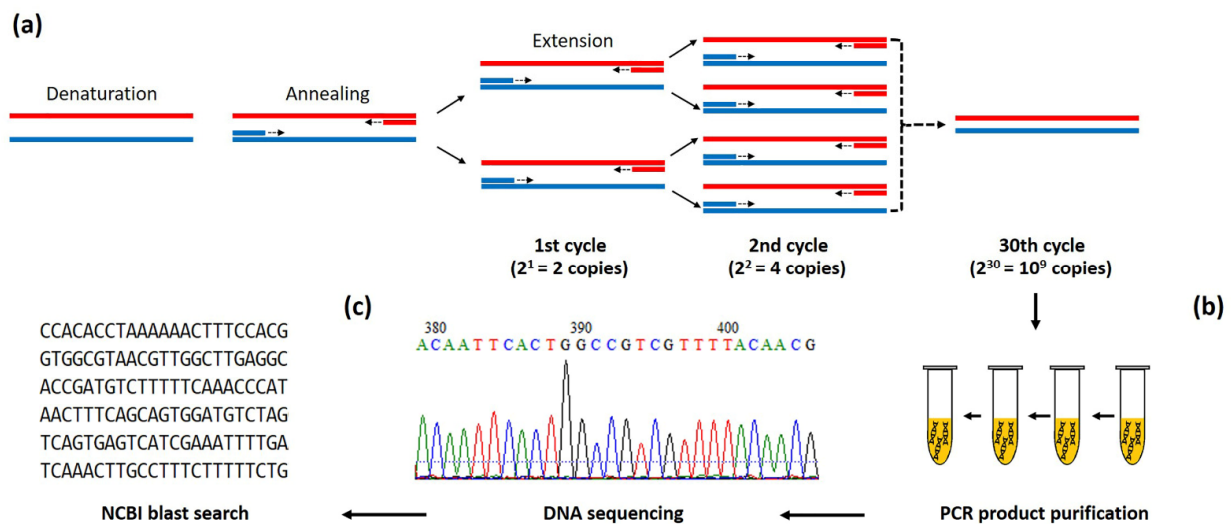 (a)
Denaturation
Annealing
Extension
1st cycle
(2¹ = 2 copies)
2nd cycle
(2² = 4 copies)
30th cycle
(2³⁰ = 10⁹ copies)
(b)
PCR product purification
(c)
380 390 400
ACAATTCACTGGCCGTCGTTTTACAACG
DNA sequencing
CCACACCTAAAAAACTTTCCACG
GTGGCGTAACGTTGGCTTGAGGC
ACCGATGTCTTTTTCAAACCCAT
AACTTTCAGCAGTGGATGTCTAG
TCAGTGAGTCATCGAAATTTTGA
TCAAACTTGCCTTTCTTTTTCTG
NCBI blast search